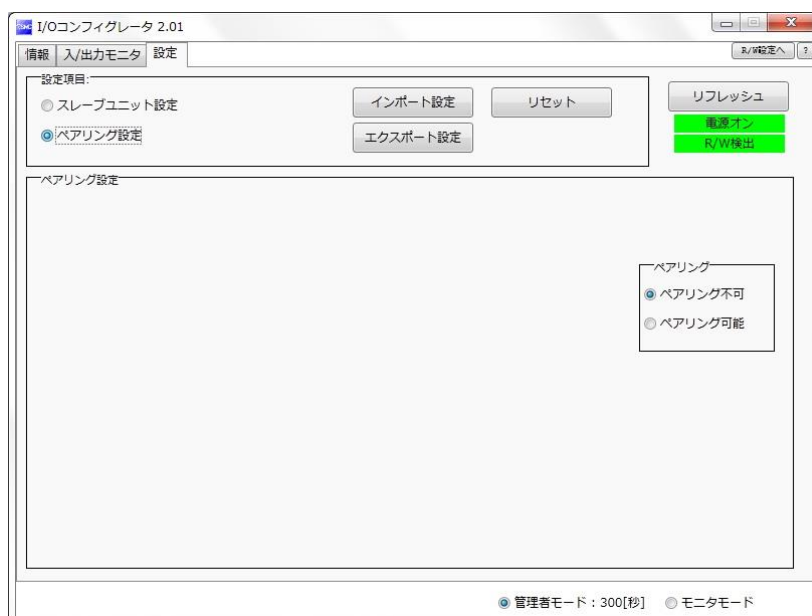 SMC I/Oコンフィグレータ 2.01
情報 入/出力モニタ 設定 R/W設定へ ?
設定項目:
スレーブユニット設定 インポート設定 リセット リフレッシュ
ペアリング設定 エクスポート設定 電源オン
R/W検出
ペアリング設定
ペアリング
ペアリング不可
ペアリング可能
管理者モード：300[秒] モニタモード